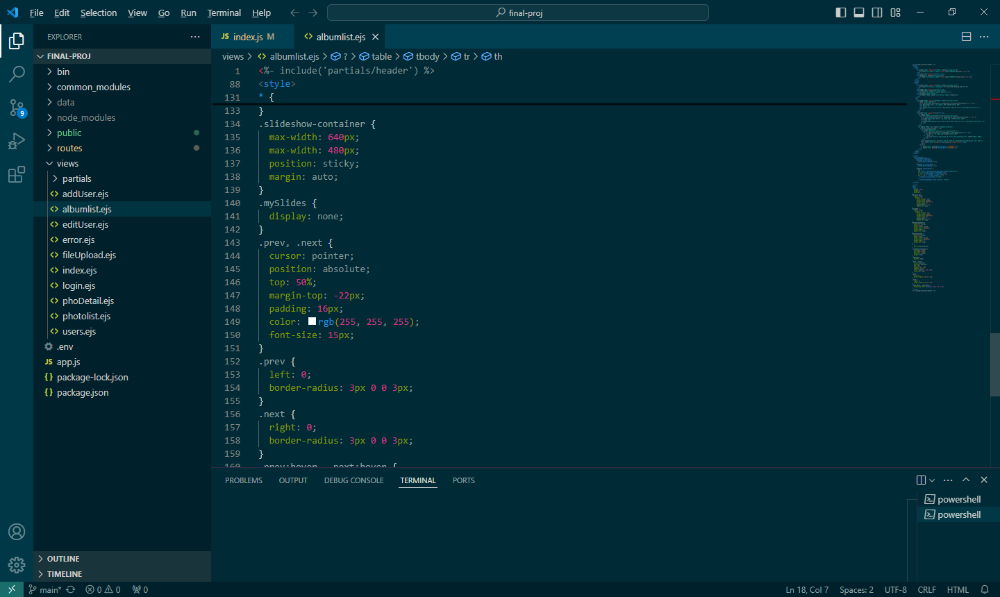 File Edit Selection View Go Run Terminal Help
final-proj
EXPLORER
FINAL-PROJ
bin
common_modules
data
node_modules
public
routes
views
partials
addUser.ejs
albumlist.ejs
editUser.ejs
error.ejs
fileUpload.ejs
index.ejs
login.ejs
phoDetail.ejs
photolist.ejs
users.ejs
.env
JS app.js
{} package-lock.json
{} package.json
OUTLINE
TIMELINE
9
JS index.js M
albumlist.ejs
views > albumlist.ejs > ? > table > tbody > tr > th
1 <%- include('partials/header') %>
88 <style>
131 * {
133 }
134 .slideshow-container {
135 max-width: 640px;
136 max-width: 480px;
137 position: sticky;
138 margin: auto;
139 }
140 .mySlides {
141 display: none;
142 }
143 .prev, .next {
144 cursor: pointer;
145 position: absolute;
146 top: 50%;
147 margin-top: -22px;
148 padding: 16px;
149 color: rgb(255, 255, 255);
150 font-size: 15px;
151 }
152 .prev {
153 left: 0;
154 border-radius: 3px 0 0 3px;
155 }
156 .next {
157 right: 0;
158 border-radius: 3px 0 0 3px;
159 }
160 .prev:hover, .next:hover {
PROBLEMS OUTPUT DEBUG CONSOLE TERMINAL PORTS
powershell
powershell
main* 0 0 0
Ln 18, Col 7 Spaces: 2 UTF-8 CRLF HTML